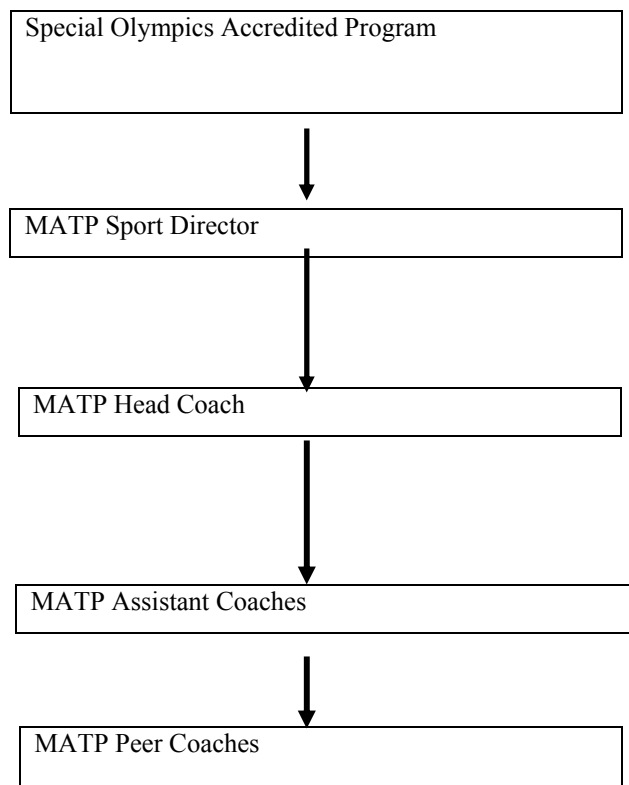 Special Olympics Accredited Program
MATP Sport Director
MATP Head Coach
MATP Assistant Coaches
MATP Peer Coaches